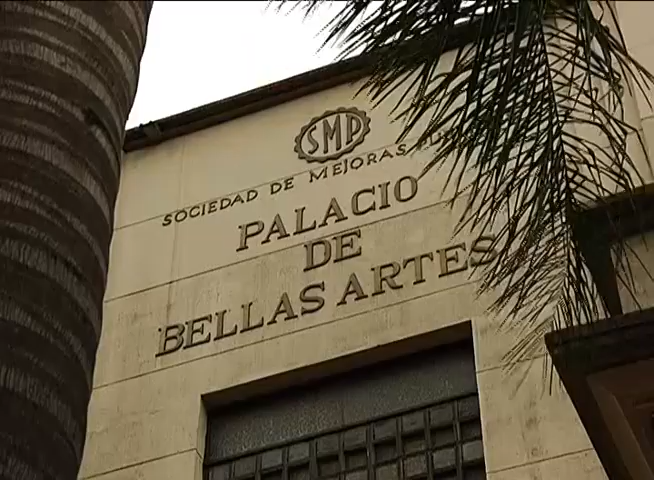 SMP
SOCIEDAD DE MEJORAS
PALACIO
DE
BELLAS ARTES